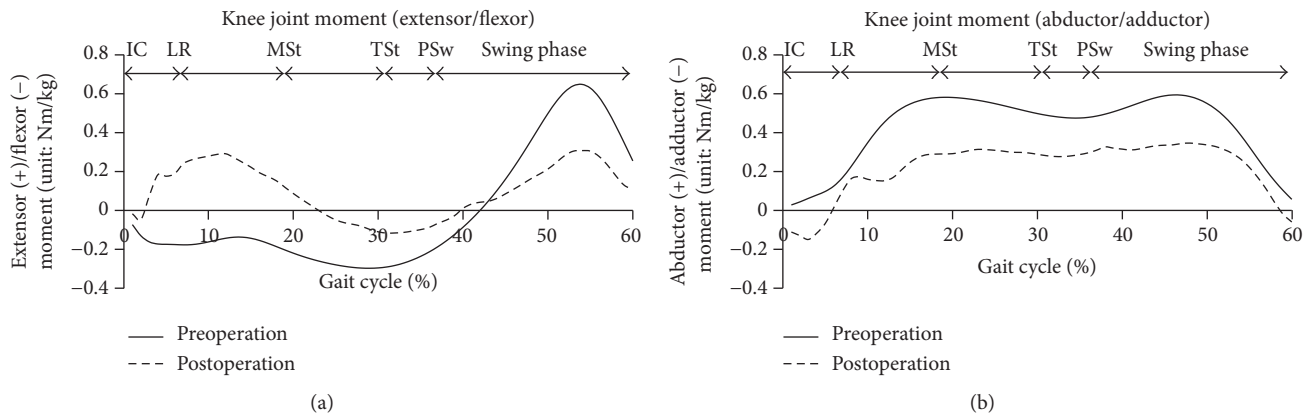 Knee joint moment (extensor/flexor)
IC LR MSt TSt PSw Swing phase
0.8
0.6
0.4
0.2
0
−0.2
−0.4
0 10 20 30 40 50 60
Extensor (+)/flexor (−)
moment (unit: Nm/kg)
Gait cycle (%)
Preoperation
Postoperation
(a)
Knee joint moment (abductor/adductor)
IC LR MSt TSt PSw Swing phase
0.8
0.6
0.4
0.2
0
−0.2
−0.4
0 10 20 30 40 50 60
Abductor (+)/adductor (−)
moment (unit: Nm/kg)
Gait cycle (%)
Preoperation
Postoperation
(b)